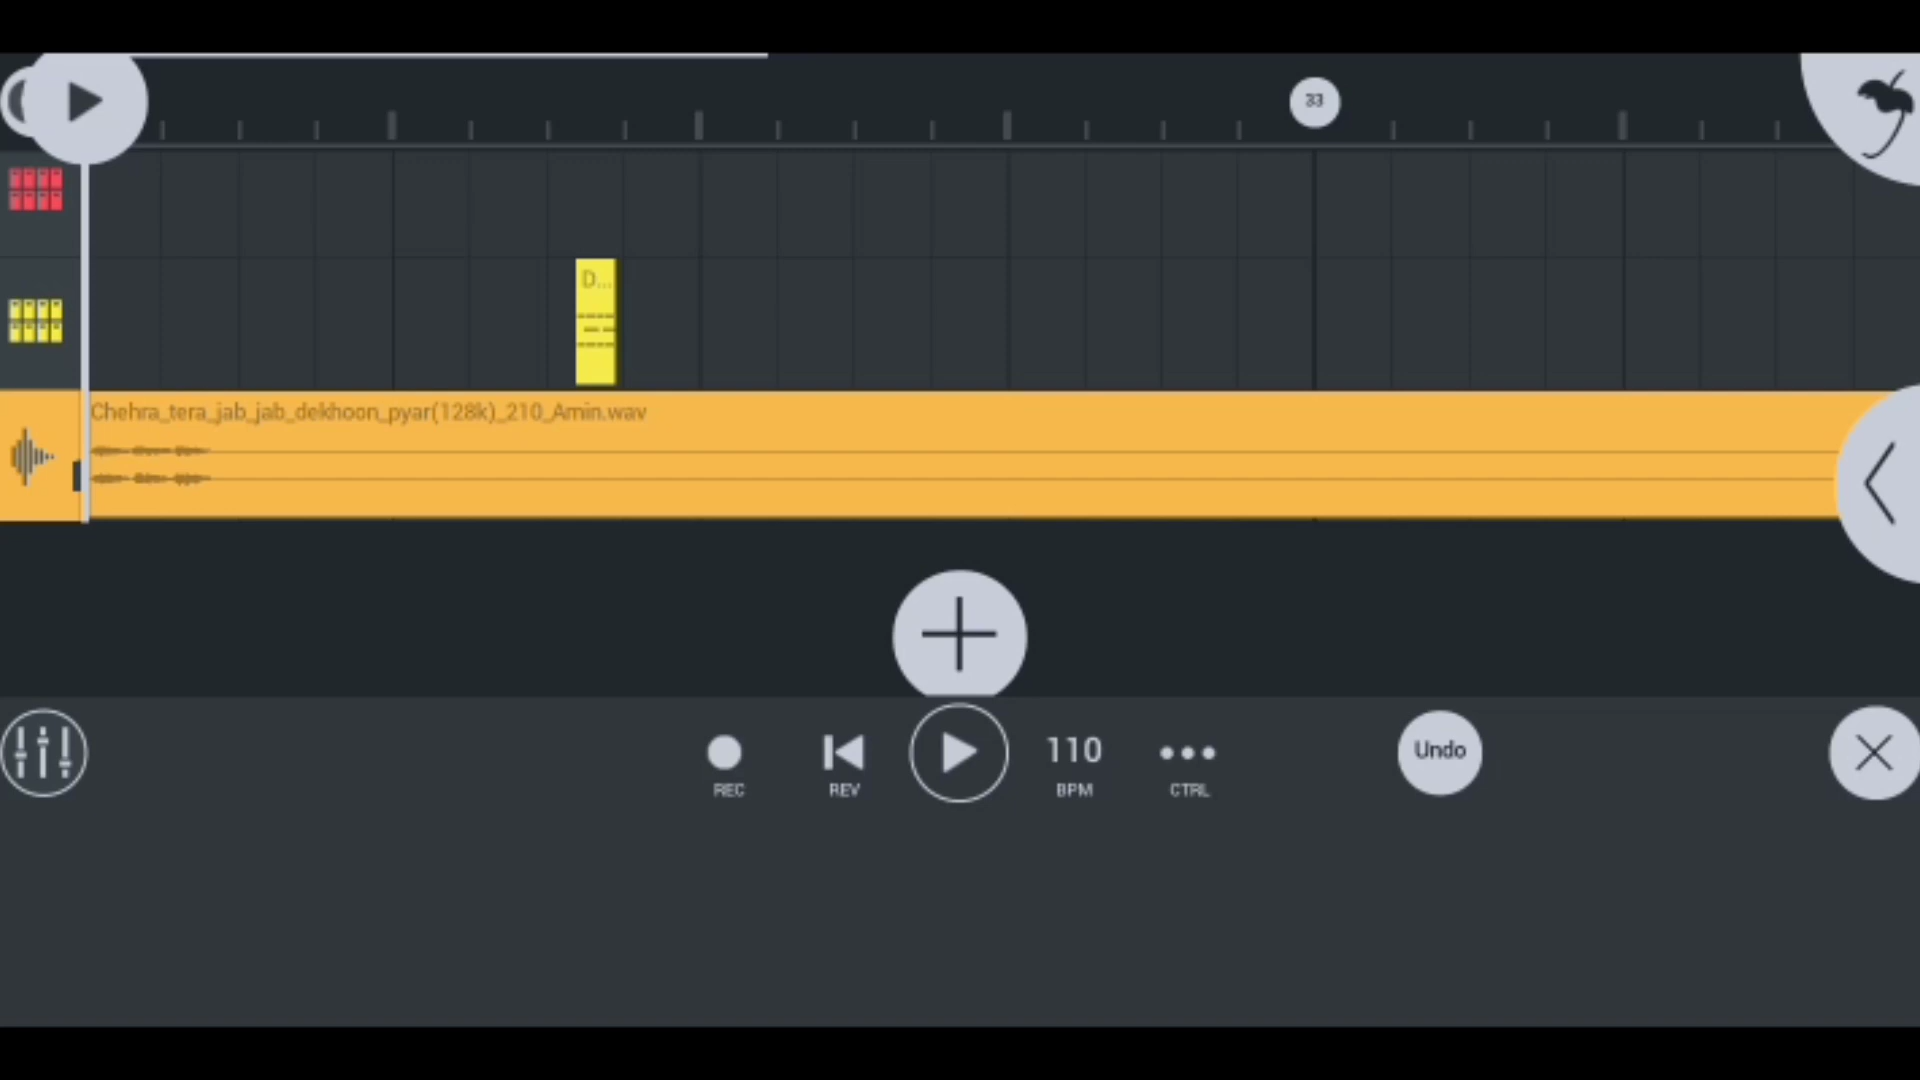 33
D...
Chehra_tera_jab_jab_dekhoon_pyar(128k)_210_Amin.wav
110
Undo
REC
REV
BPM
CTRL